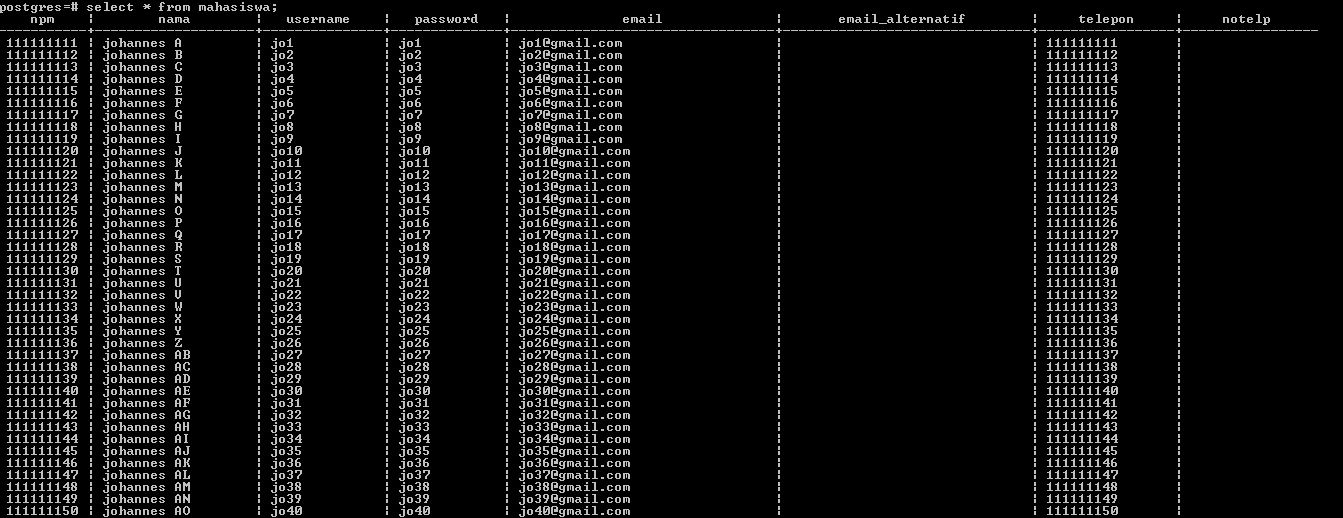 postgres=# select * from mahasiswa;
npm | nama | username | password | email | email_alternatif | telepon | notelp
111111111 | johannes A | jo1 | jo1 | jo1@gmail.com | | 111111111 |
111111112 | johannes B | jo2 | jo2 | jo2@gmail.com | | 111111112 |
111111113 | johannes C | jo3 | jo3 | jo3@gmail.com | | 111111113 |
111111114 | johannes D | jo4 | jo4 | jo4@gmail.com | | 111111114 |
111111115 | johannes E | jo5 | jo5 | jo5@gmail.com | | 111111115 |
111111116 | johannes F | jo6 | jo6 | jo6@gmail.com | | 111111116 |
111111117 | johannes G | jo7 | jo7 | jo7@gmail.com | | 111111117 |
111111118 | johannes H | jo8 | jo8 | jo8@gmail.com | | 111111118 |
111111119 | johannes I | jo9 | jo9 | jo9@gmail.com | | 111111119 |
111111120 | johannes J | jo10 | jo10 | jo10@gmail.com | | 111111120 |
111111121 | johannes K | jo11 | jo11 | jo11@gmail.com | | 111111121 |
111111122 | johannes L | jo12 | jo12 | jo12@gmail.com | | 111111122 |
111111123 | johannes M | jo13 | jo13 | jo13@gmail.com | | 111111123 |
111111124 | johannes N | jo14 | jo14 | jo14@gmail.com | | 111111124 |
111111125 | johannes O | jo15 | jo15 | jo15@gmail.com | | 111111125 |
111111126 | johannes P | jo16 | jo16 | jo16@gmail.com | | 111111126 |
111111127 | johannes Q | jo17 | jo17 | jo17@gmail.com | | 111111127 |
111111128 | johannes R | jo18 | jo18 | jo18@gmail.com | | 111111128 |
111111129 | johannes S | jo19 | jo19 | jo19@gmail.com | | 111111129 |
111111130 | johannes T | jo20 | jo20 | jo20@gmail.com | | 111111130 |
111111131 | johannes U | jo21 | jo21 | jo21@gmail.com | | 111111131 |
111111132 | johannes V | jo22 | jo22 | jo22@gmail.com | | 111111132 |
111111133 | johannes W | jo23 | jo23 | jo23@gmail.com | | 111111133 |
111111134 | johannes X | jo24 | jo24 | jo24@gmail.com | | 111111134 |
111111135 | johannes Y | jo25 | jo25 | jo25@gmail.com | | 111111135 |
111111136 | johannes Z | jo26 | jo26 | jo26@gmail.com | | 111111136 |
111111137 | johannes AB | jo27 | jo27 | jo27@gmail.com | | 111111137 |
111111138 | johannes AC | jo28 | jo28 | jo28@gmail.com | | 111111138 |
111111139 | johannes AD | jo29 | jo29 | jo29@gmail.com | | 111111139 |
111111140 | johannes AE | jo30 | jo30 | jo30@gmail.com | | 111111140 |
111111141 | johannes AF | jo31 | jo31 | jo31@gmail.com | | 111111141 |
111111142 | johannes AG | jo32 | jo32 | jo32@gmail.com | | 111111142 |
111111143 | johannes AH | jo33 | jo33 | jo33@gmail.com | | 111111143 |
111111144 | johannes AI | jo34 | jo34 | jo34@gmail.com | | 111111144 |
111111145 | johannes AJ | jo35 | jo35 | jo35@gmail.com | | 111111145 |
111111146 | johannes AK | jo36 | jo36 | jo36@gmail.com | | 111111146 |
111111147 | johannes AL | jo37 | jo37 | jo37@gmail.com | | 111111147 |
111111148 | johannes AM | jo38 | jo38 | jo38@gmail.com | | 111111148 |
111111149 | johannes AN | jo39 | jo39 | jo39@gmail.com | | 111111149 |
111111150 | johannes AO | jo40 | jo40 | jo40@gmail.com | | 111111150 |